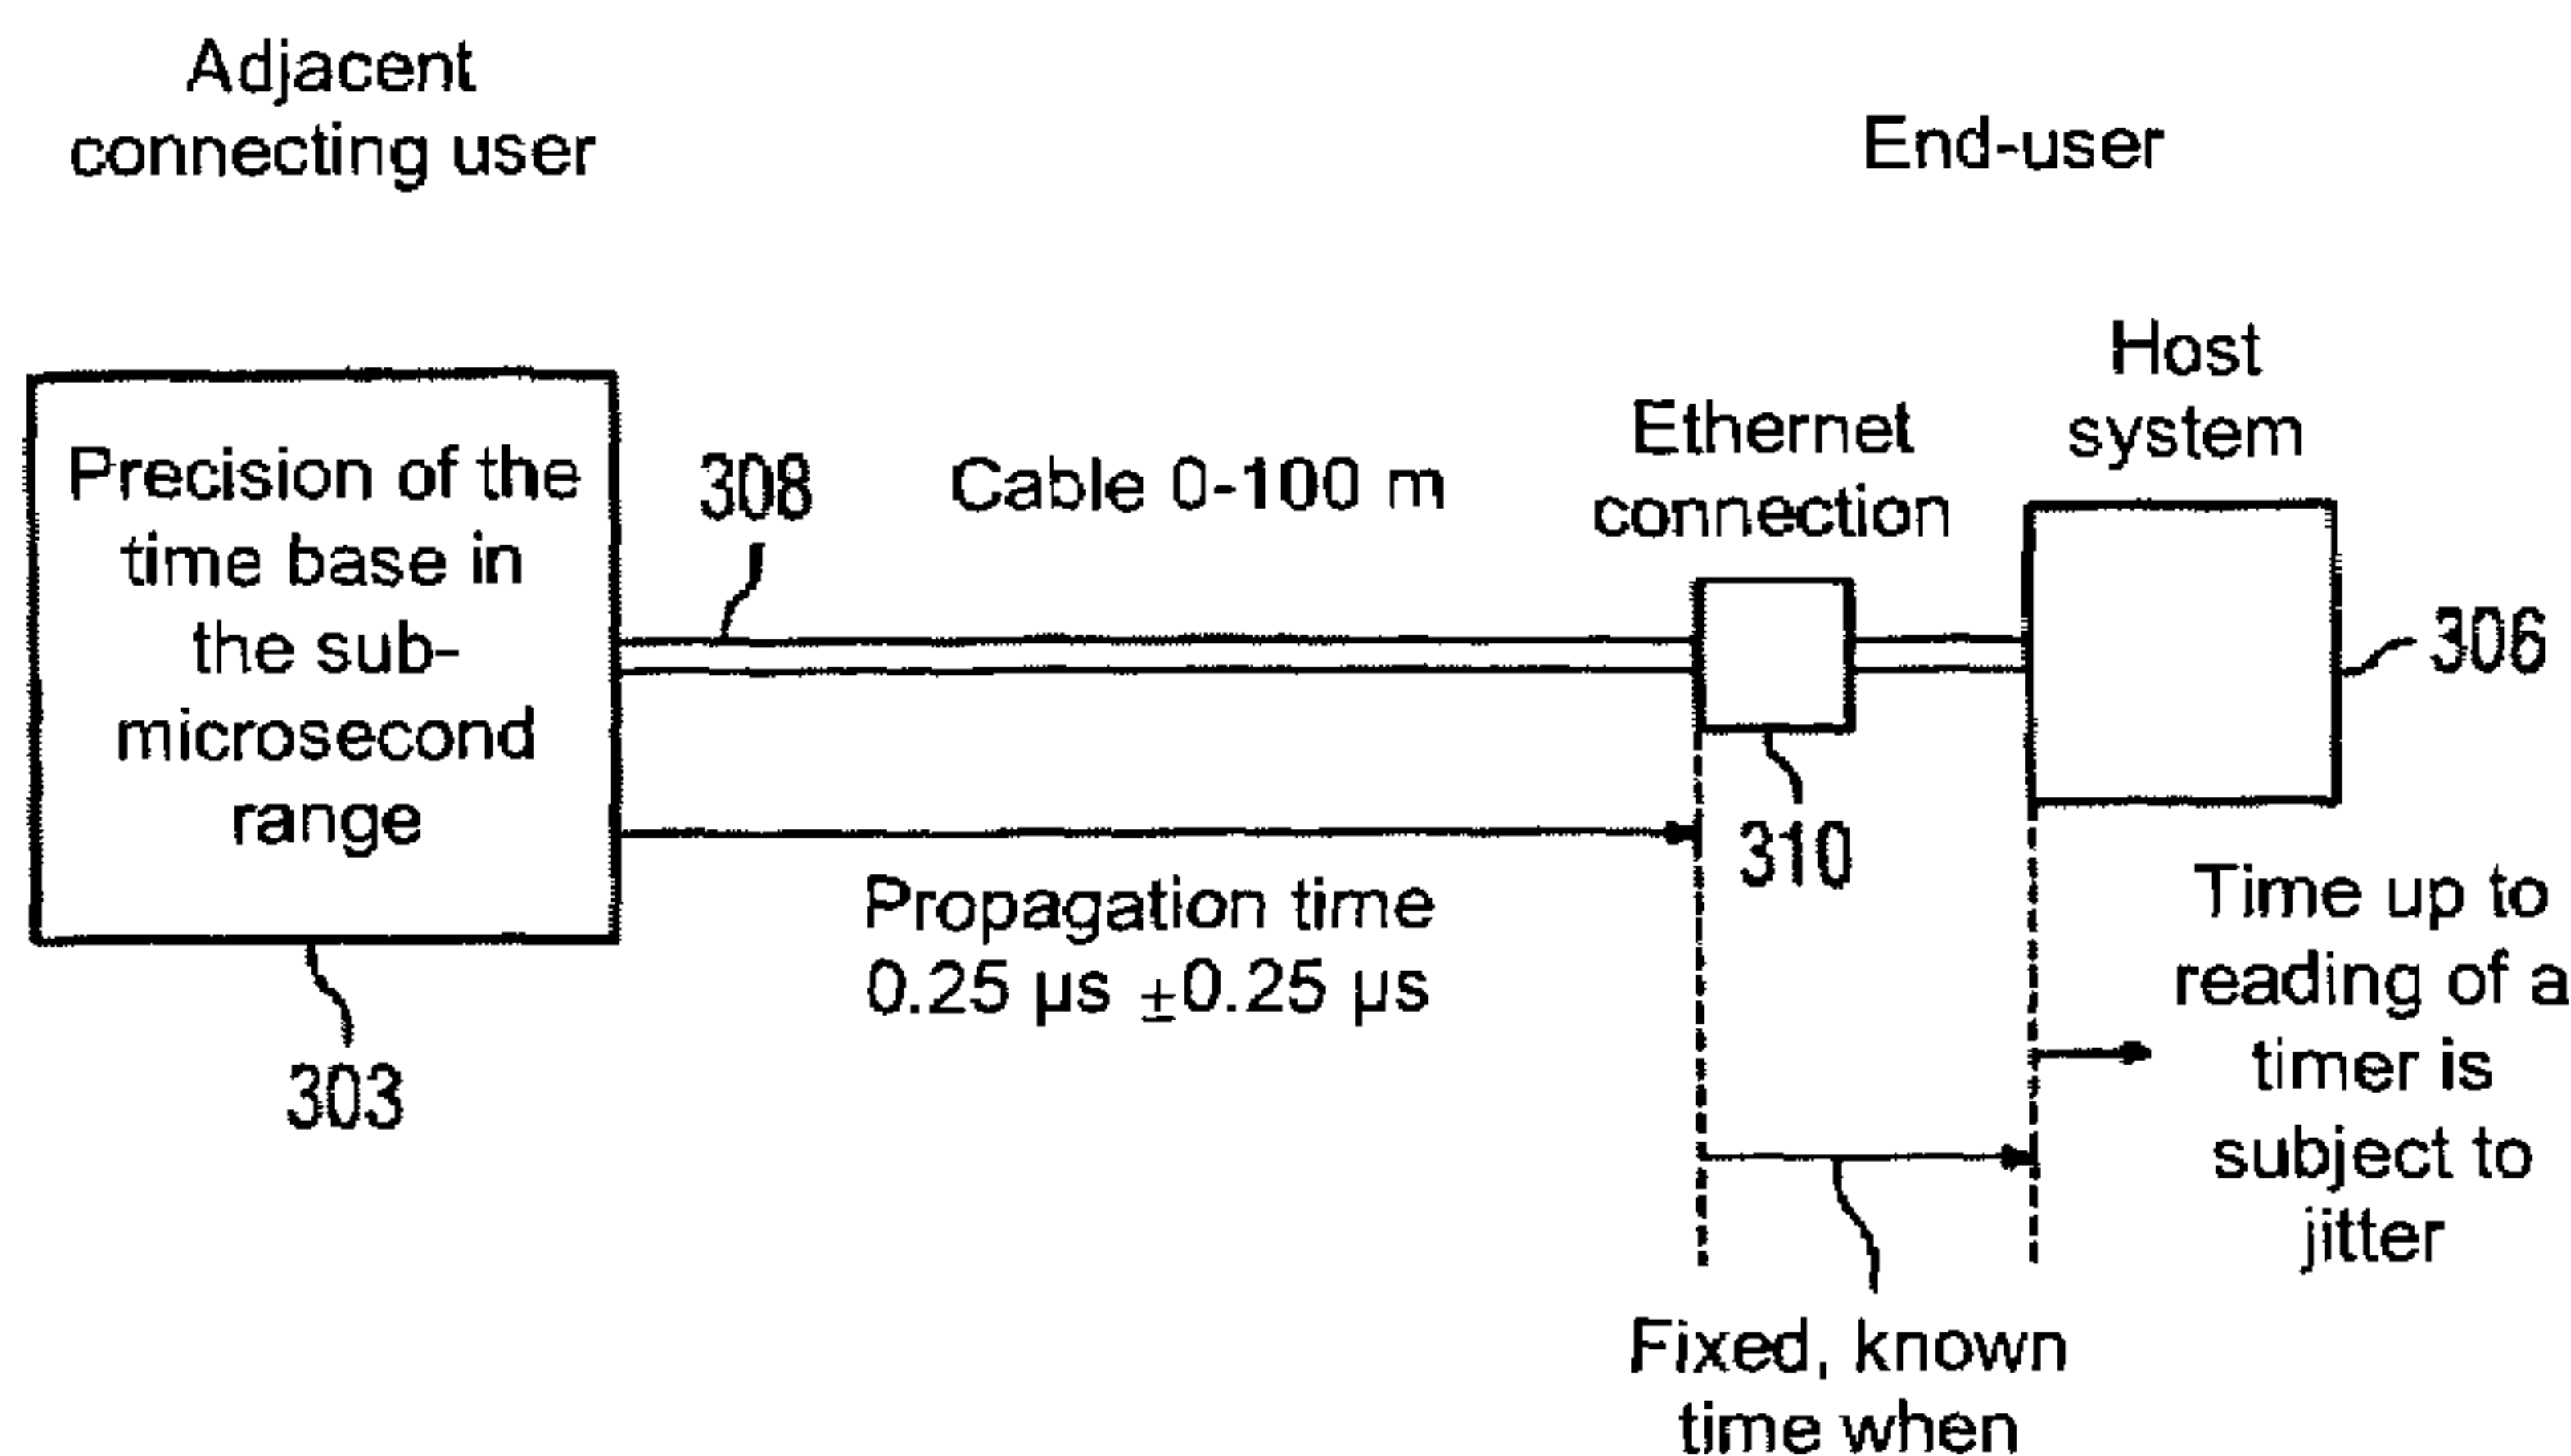 Adjacent
connecting user
End-user
Host
system
Ethernet
connection
Precision of the
time base in
the sub-
microsecond
range
308
Cable 0-100 m
306
310
Propagation time
0.25 µs ±0.25 µs
303
Time up to
reading of a
timer is
subject to
jitter
Fixed, known
time when